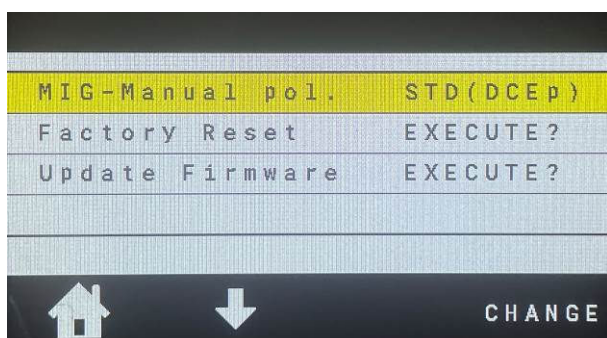 MIG-Manual pol. STD(DCEp)
Factory Reset EXECUTE?
Update Firmware EXECUTE?
CHANGE